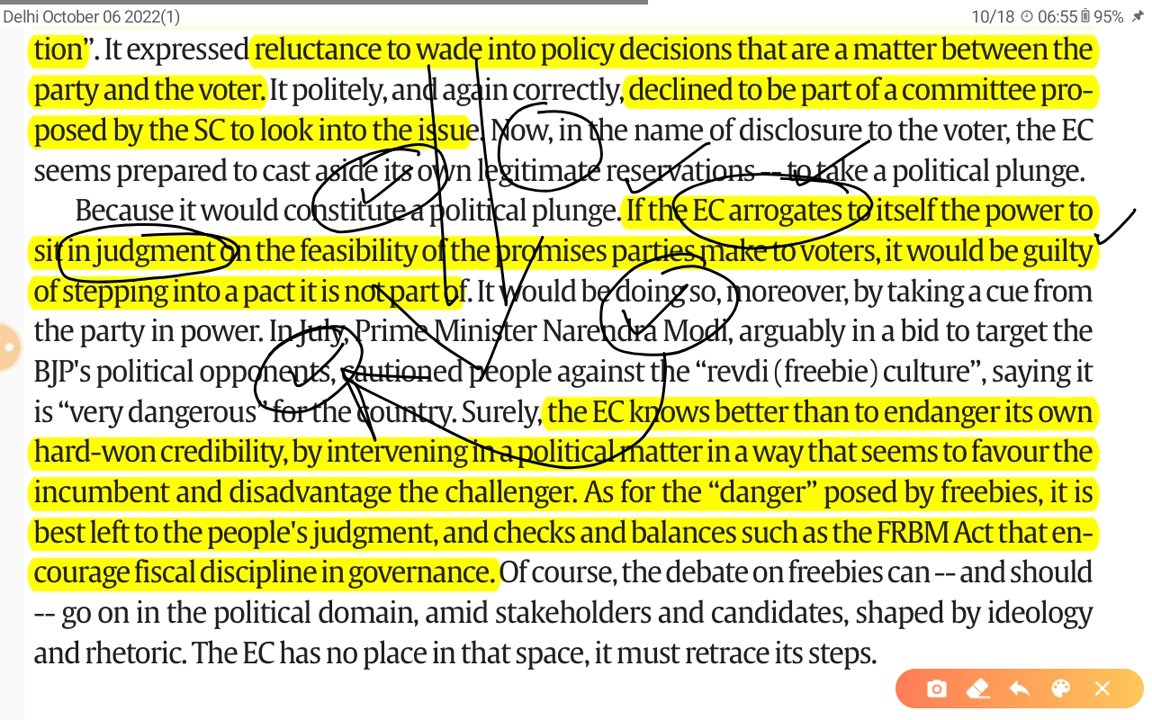 Delhi October 06 2022(1)
10/18 06:55 95%
tion”. It expressed reluctance to wade into policy decisions that are a matter between the
party and the voter. It politely, and again correctly, declined to be part of a committee pro-
posed by the SC to look into the issue. Now, in the name of disclosure to the voter, the EC
seems prepared to cast aside its own legitimate reservations -- to take a political plunge.
Because it would constitute a political plunge. If the EC arrogates to itself the power to
sit in judgment on the feasibility of the promises parties make to voters, it would be guilty
of stepping into a pact it is not part of. It would be doing so, moreover, by taking a cue from
the party in power. In July, Prime Minister Narendra Modi, arguably in a bid to target the
BJP's political opponents, cautioned people against the “revdi (freebie) culture”, saying it
is “very dangerous” for the country. Surely, the EC knows better than to endanger its own
hard-won credibility, by intervening in a political matter in a way that seems to favour the
incumbent and disadvantage the challenger. As for the “danger” posed by freebies, it is
best left to the people's judgment, and checks and balances such as the FRBM Act that en-
courage fiscal discipline in governance. Of course, the debate on freebies can -- and should
-- go on in the political domain, amid stakeholders and candidates, shaped by ideology
and rhetoric. The EC has no place in that space, it must retrace its steps.